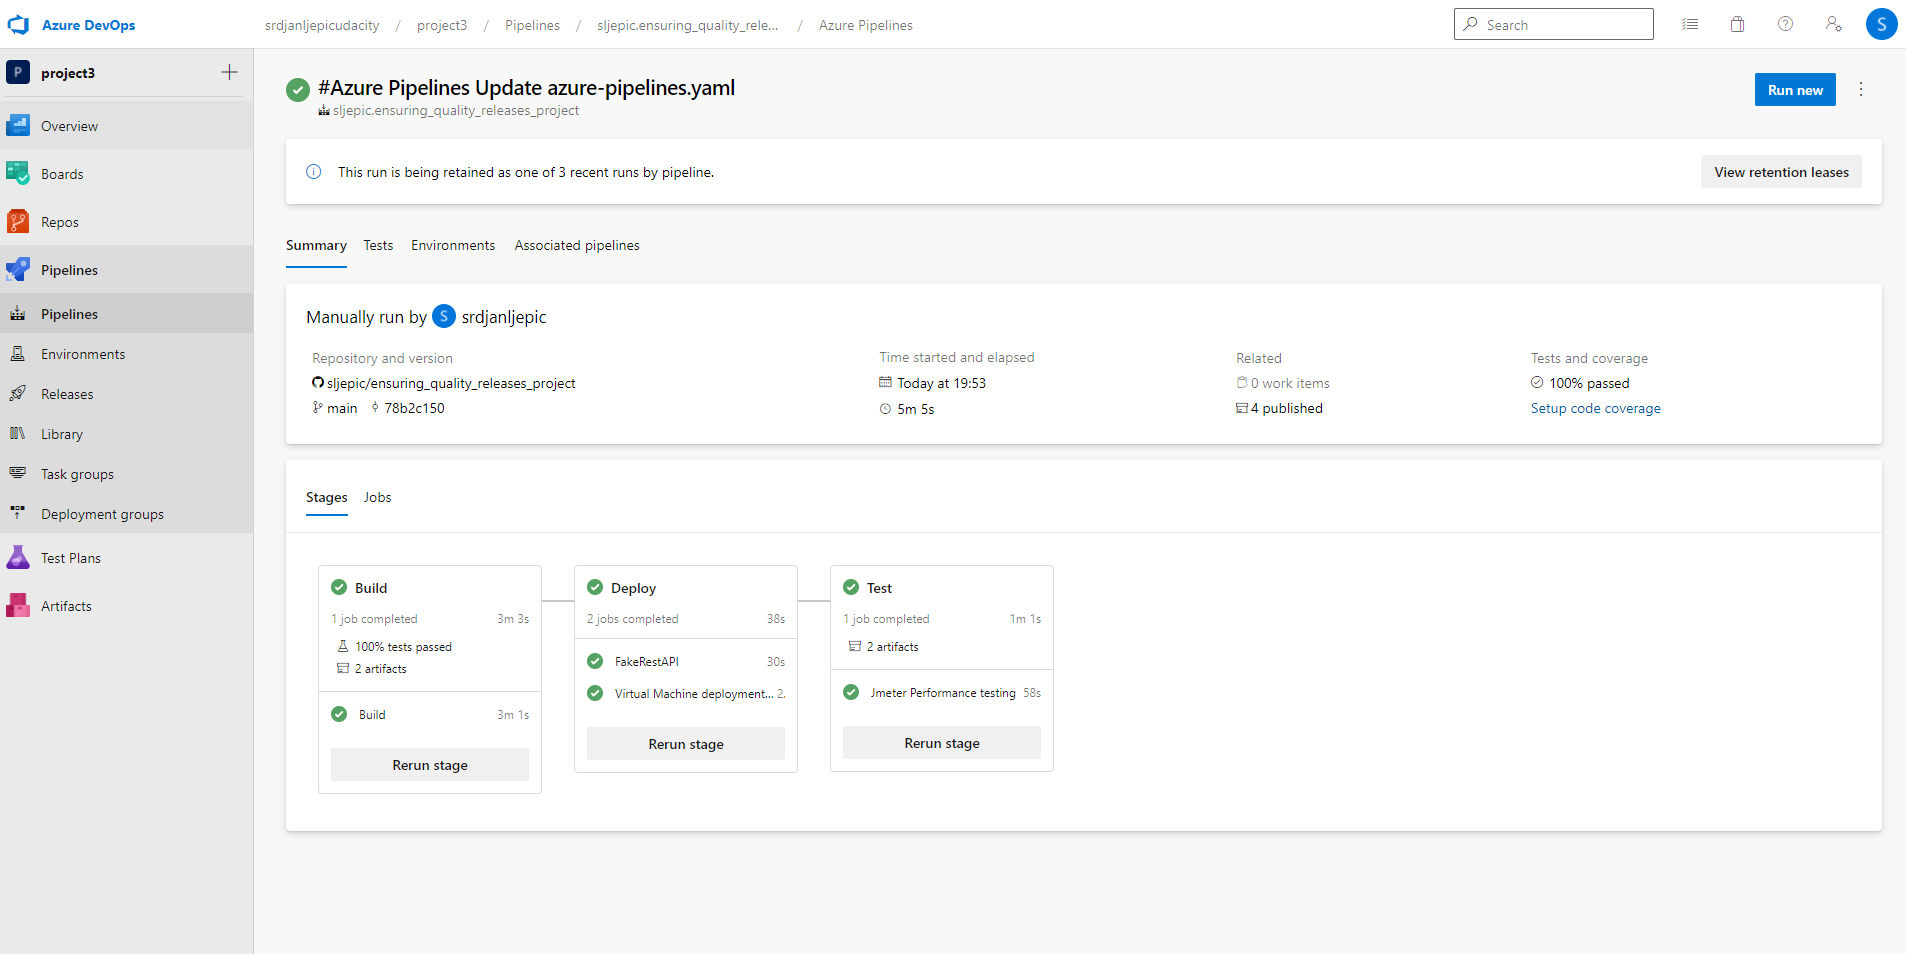 Azure DevOps
srdjanljepicudacity / project3 / Pipelines / sljepic.ensuring_quality_rele... / Azure Pipelines
Search
S
P project3
Overview
Boards
Repos
Pipelines
Pipelines
Environments
Releases
Library
Task groups
Deployment groups
Test Plans
Artifacts
#Azure Pipelines Update azure-pipelines.yaml
sljepic.ensuring_quality_releases_project
Run new
This run is being retained as one of 3 recent runs by pipeline.
View retention leases
Summary Tests Environments Associated pipelines
Manually run by S srdjanljepic
Repository and version
sljepic/ensuring_quality_releases_project
main 78b2c150
Time started and elapsed
Today at 19:53
5m 5s
Related
0 work items
4 published
Tests and coverage
100% passed
Setup code coverage
Stages Jobs
Build
1 job completed 3m 3s
100% tests passed
2 artifacts
Build 3m 1s
Rerun stage
Deploy
2 jobs completed 38s
FakeRestAPI 30s
Virtual Machine deployment... 2.
Rerun stage
Test
1 job completed 1m 1s
2 artifacts
Jmeter Performance testing 58s
Rerun stage